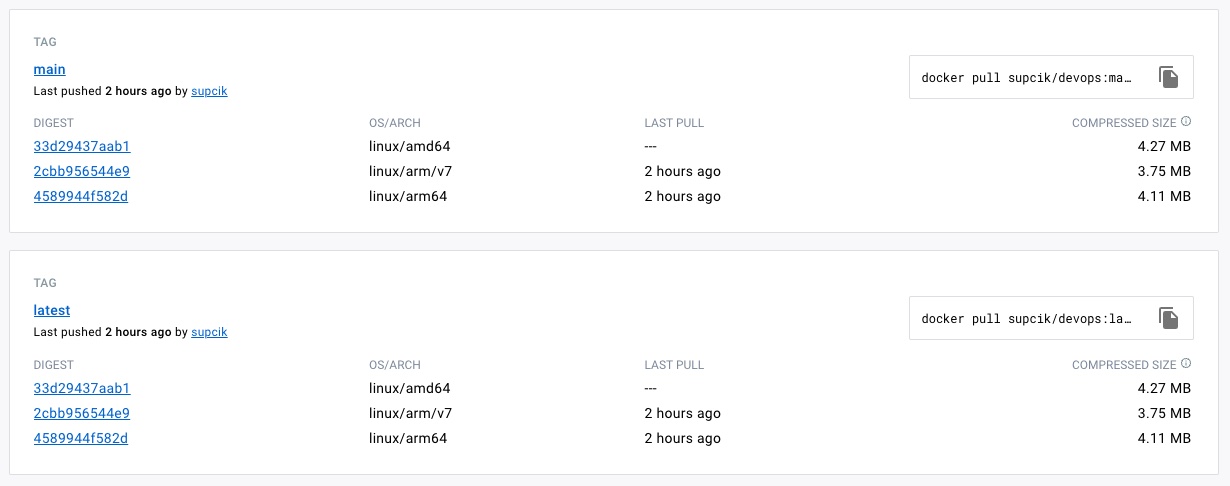 TAG
main
Last pushed 2 hours ago by supcik
docker pull supcik/devops:ma…
DIGEST OS/ARCH LAST PULL COMPRESSED SIZE
33d29437aab1 linux/amd64 --- 4.27 MB
2cbb956544e9 linux/arm/v7 2 hours ago 3.75 MB
4589944f582d linux/arm64 2 hours ago 4.11 MB
TAG
latest
Last pushed 2 hours ago by supcik
docker pull supcik/devops:la…
DIGEST OS/ARCH LAST PULL COMPRESSED SIZE
33d29437aab1 linux/amd64 --- 4.27 MB
2cbb956544e9 linux/arm/v7 2 hours ago 3.75 MB
4589944f582d linux/arm64 2 hours ago 4.11 MB